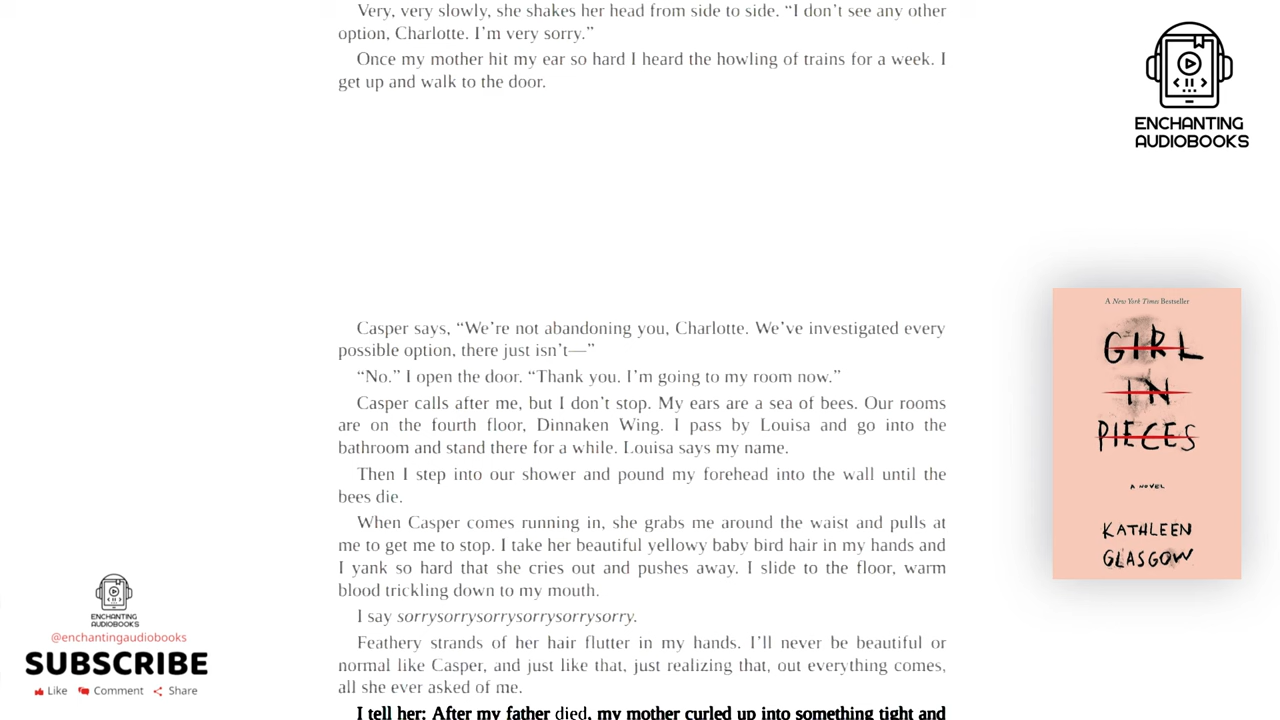 Very, very slowly, she shakes her head from side to side. “I don’t see any other
option, Charlotte. I’m very sorry.”
Once my mother hit my ear so hard I heard the howling of trains for a week. I
get up and walk to the door.
ENCHANTING
AUDIOBOOKS
Casper says, “We’re not abandoning you, Charlotte. We’ve investigated every
possible option, there just isn’t—”
“No.” I open the door. “Thank you. I’m going to my room now.”
Casper calls after me, but I don’t stop. My ears are a sea of bees. Our rooms
are on the fourth floor, Dinnaken Wing. I pass by Louisa and go into the
bathroom and stand there for a while. Louisa says my name.
Then I step into our shower and pound my forehead into the wall until the
bees die.
When Casper comes running in, she grabs me around the waist and pulls at
me to get me to stop. I take her beautiful yellowy baby bird hair in my hands and
I yank so hard that she cries out and pushes away. I slide to the floor, warm
blood trickling down to my mouth.
I say sorrysorrysorrysorrysorrysorry.
Feathery strands of her hair flutter in my hands. I’ll never be beautiful or
normal like Casper, and just like that, just realizing that, out everything comes,
all she ever asked of me.
I tell her: After my father died, my mother curled up into something tight and
A New York Times Bestseller
GIRL
IN
PIECES
A NOVEL
KATHLEEN
GLASGOW
ENCHANTING
AUDIOBOOKS
@enchantingaudiobooks
SUBSCRIBE
Like Comment Share